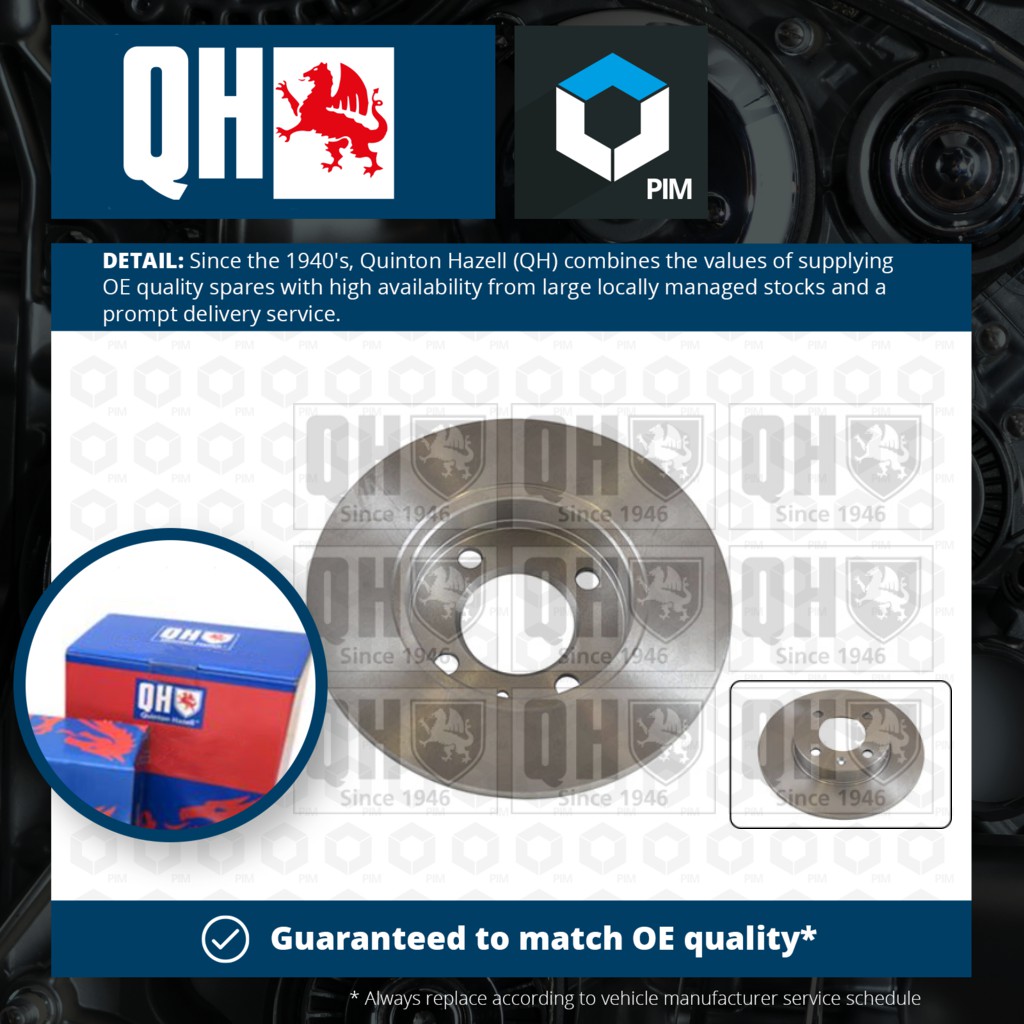 QH
PIM
DETAIL: Since the 1940's, Quinton Hazell (QH) combines the values of supplying
OE quality spares with high availability from large locally managed stocks and a
prompt delivery service.
QH QH QH
Since 1946 Since 1946 Since 1946
QH QH QH
Since 1946 Since 1946 Since 1946
QH
QH
Quinton Hazell
QH QH QH
Since 1946 Since 1946 Since 1946
Guaranteed to match OE quality*
* Always replace according to vehicle manufacturer service schedule